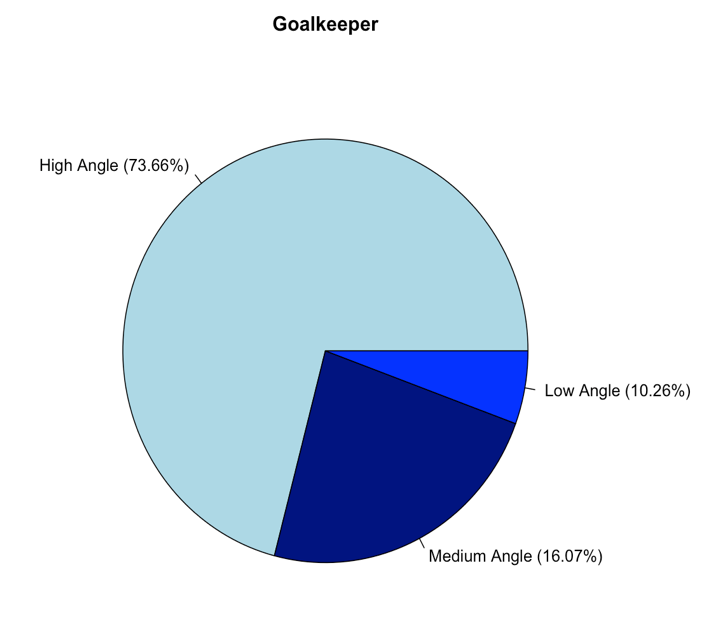 Goalkeeper
High Angle (73.66%)
Low Angle (10.26%)
Medium Angle (16.07%)